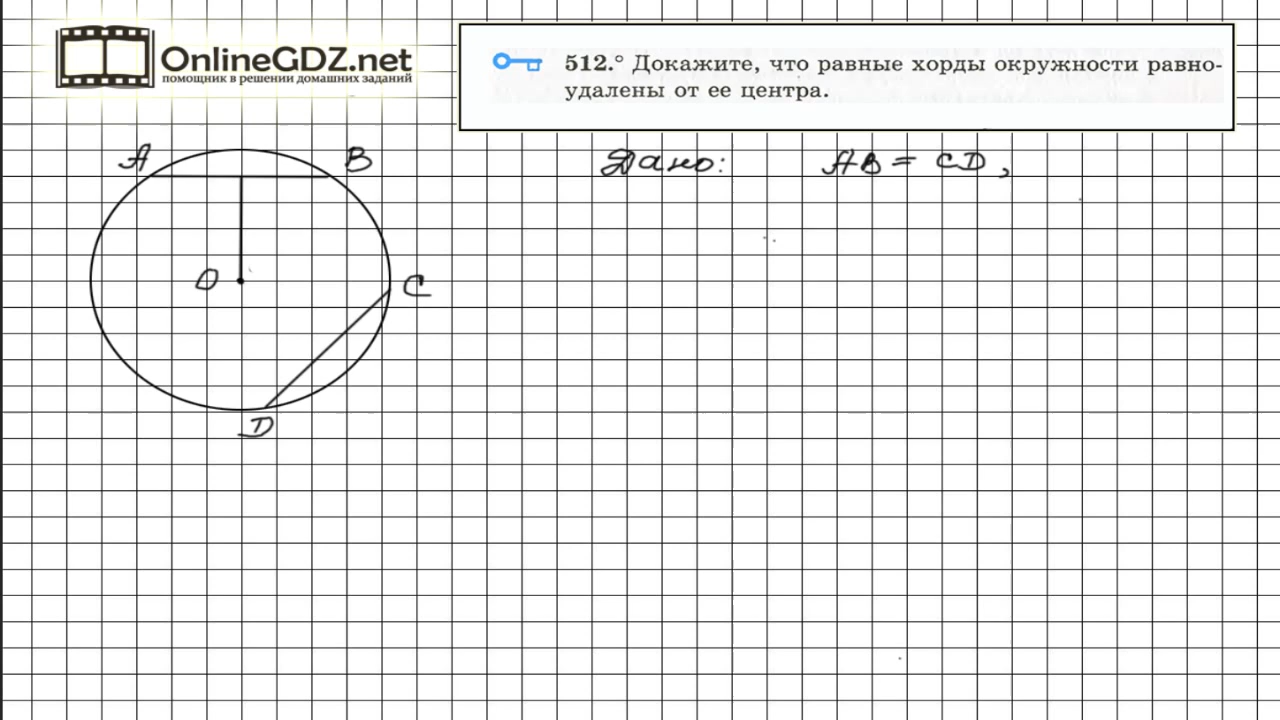 OnlineGDZ.net
помощник в решении домашних заданий
512.° Докажите, что равные хорды окружности равно-
удалены от ее центра.
Дано: AB = CD,
A B
O
C
D